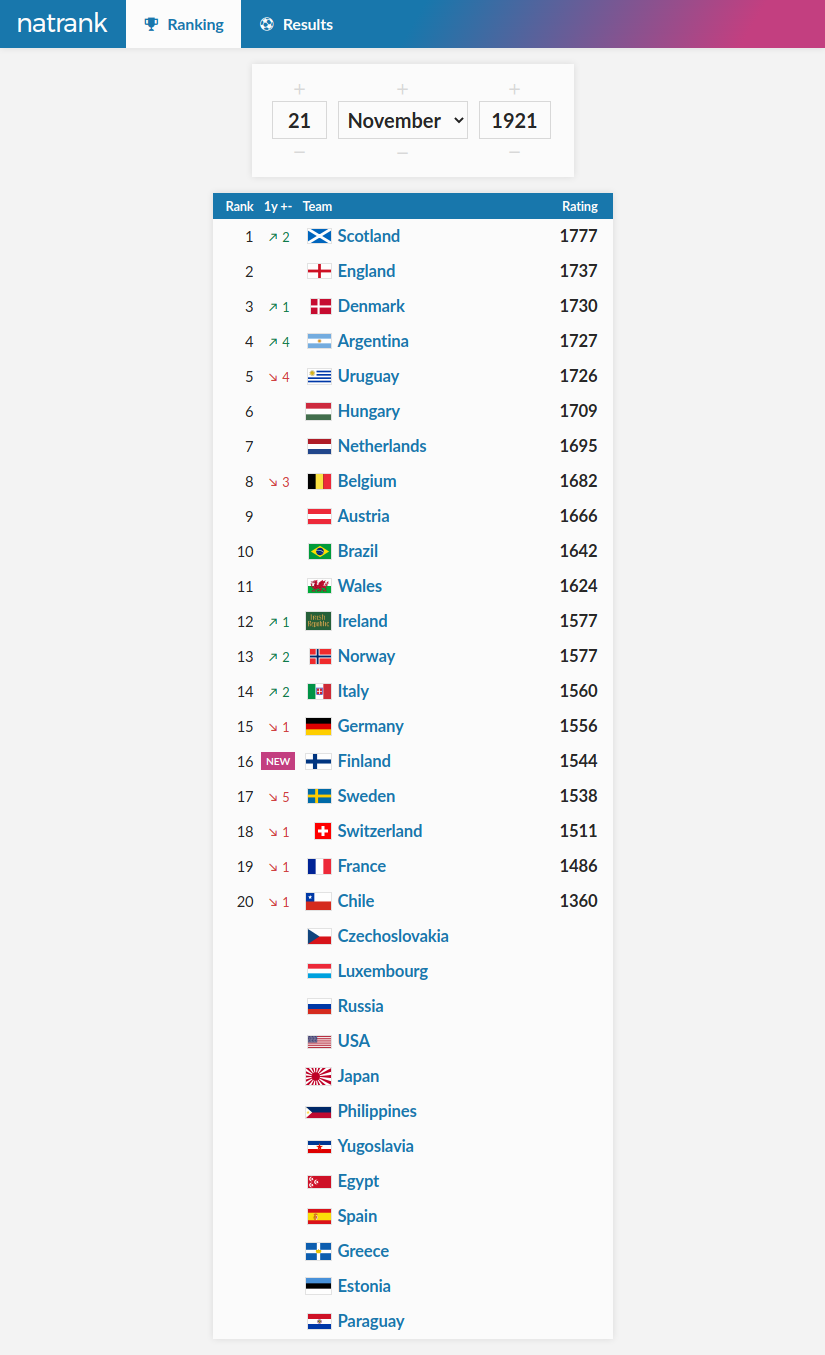 natrank Ranking Results
+ + +
21 November 1921
− − −
Rank 1y +- Team Rating
1 ↗ 2 Scotland 1777
2 England 1737
3 ↗ 1 Denmark 1730
4 ↗ 4 Argentina 1727
5 ↘ 4 Uruguay 1726
6 Hungary 1709
7 Netherlands 1695
8 ↘ 3 Belgium 1682
9 Austria 1666
10 Brazil 1642
11 Wales 1624
12 ↗ 1 Ireland 1577
13 ↗ 2 Norway 1577
14 ↗ 2 Italy 1560
15 ↘ 1 Germany 1556
16 NEW Finland 1544
17 ↘ 5 Sweden 1538
18 ↘ 1 Switzerland 1511
19 ↘ 1 France 1486
20 ↘ 1 Chile 1360
Czechoslovakia
Luxembourg
Russia
USA
Japan
Philippines
Yugoslavia
Egypt
Spain
Greece
Estonia
Paraguay